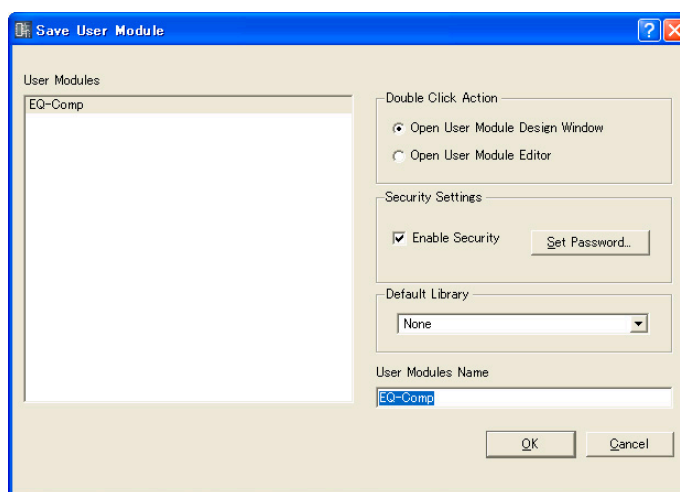 Save User Module
User Modules
EQ-Comp
Double Click Action
Open User Module Design Window
Open User Module Editor
Security Settings
Enable Security
Set Password...
Default Library
None
User Modules Name
EQ-Comp
OK
Cancel